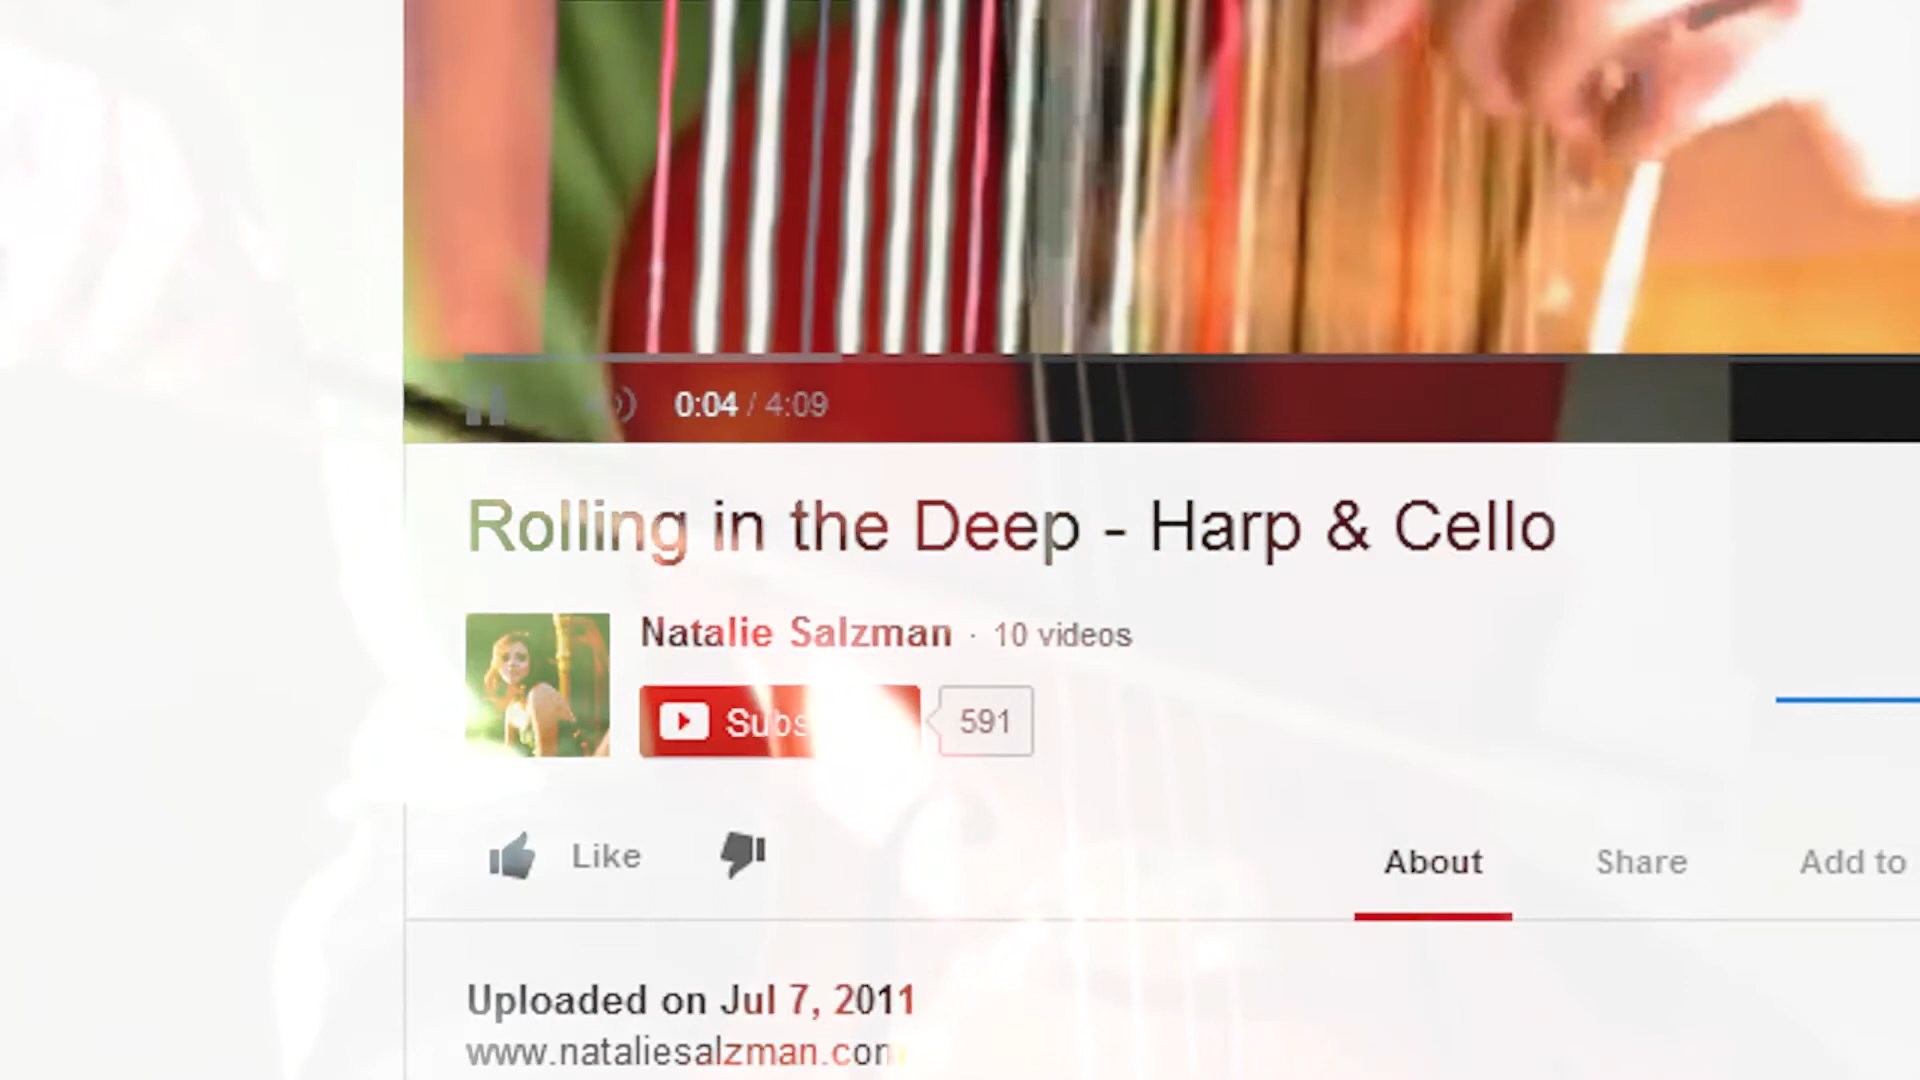 0:04 / 4:09
Rolling in the Deep - Harp & Cello
Natalie Salzman · 10 videos
591
Like
About Share Add to
Uploaded on Jul 7, 2011
www.nataliesalzman.com